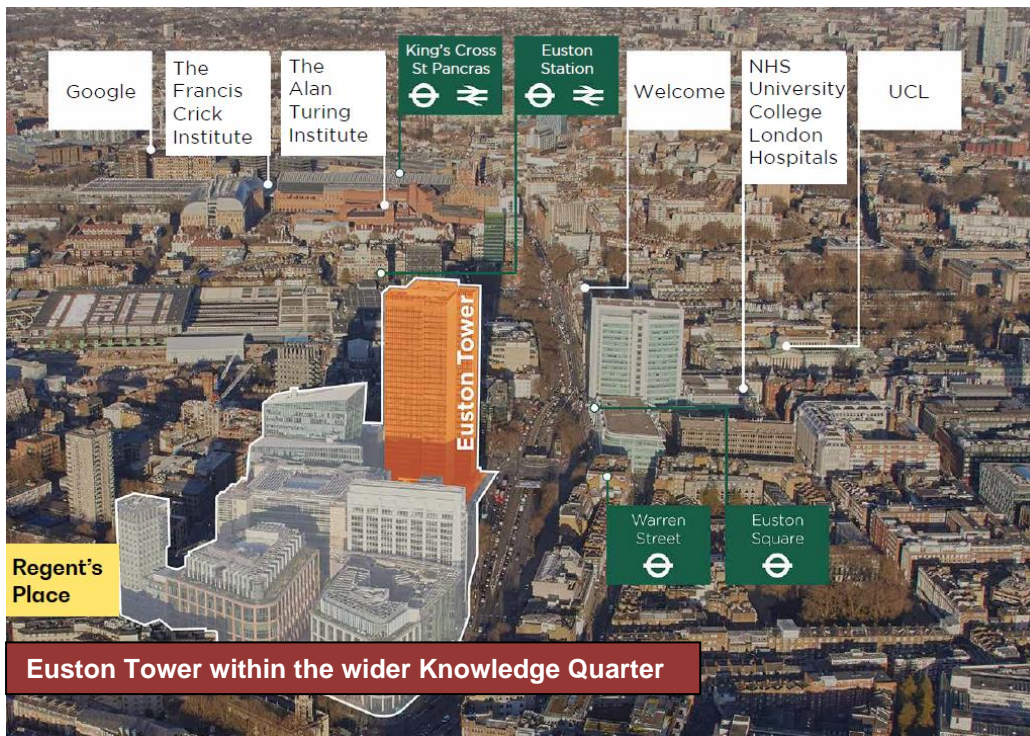 Google
The
Francis
Crick
Institute
The
Alan
Turing
Institute
King's Cross
St Pancras
Euston
Station
Welcome
NHS
University
College
London
Hospitals
UCL
Euston Tower
Warren
Street
Euston
Square
Regent's
Place
Euston Tower within the wider Knowledge Quarter